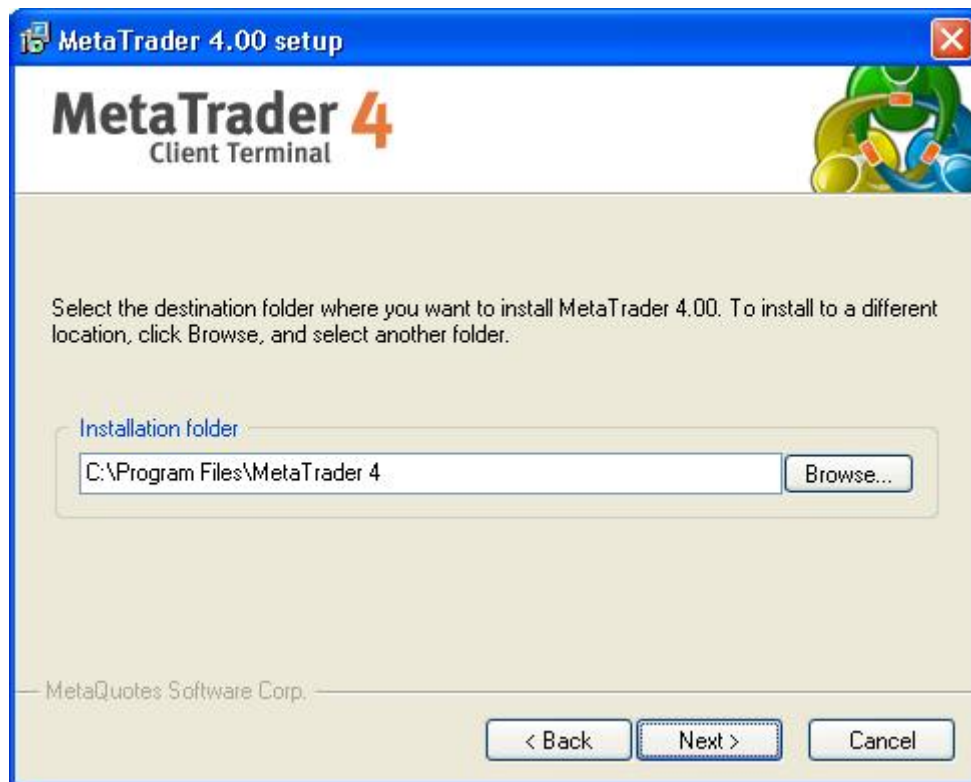 MetaTrader 4.00 setup
MetaTrader 4
Client Terminal
Select the destination folder where you want to install MetaTrader 4.00. To install to a different
location, click Browse, and select another folder.
Installation folder
C:\Program Files\MetaTrader 4
Browse...
MetaQuotes Software Corp.
< Back
Next >
Cancel